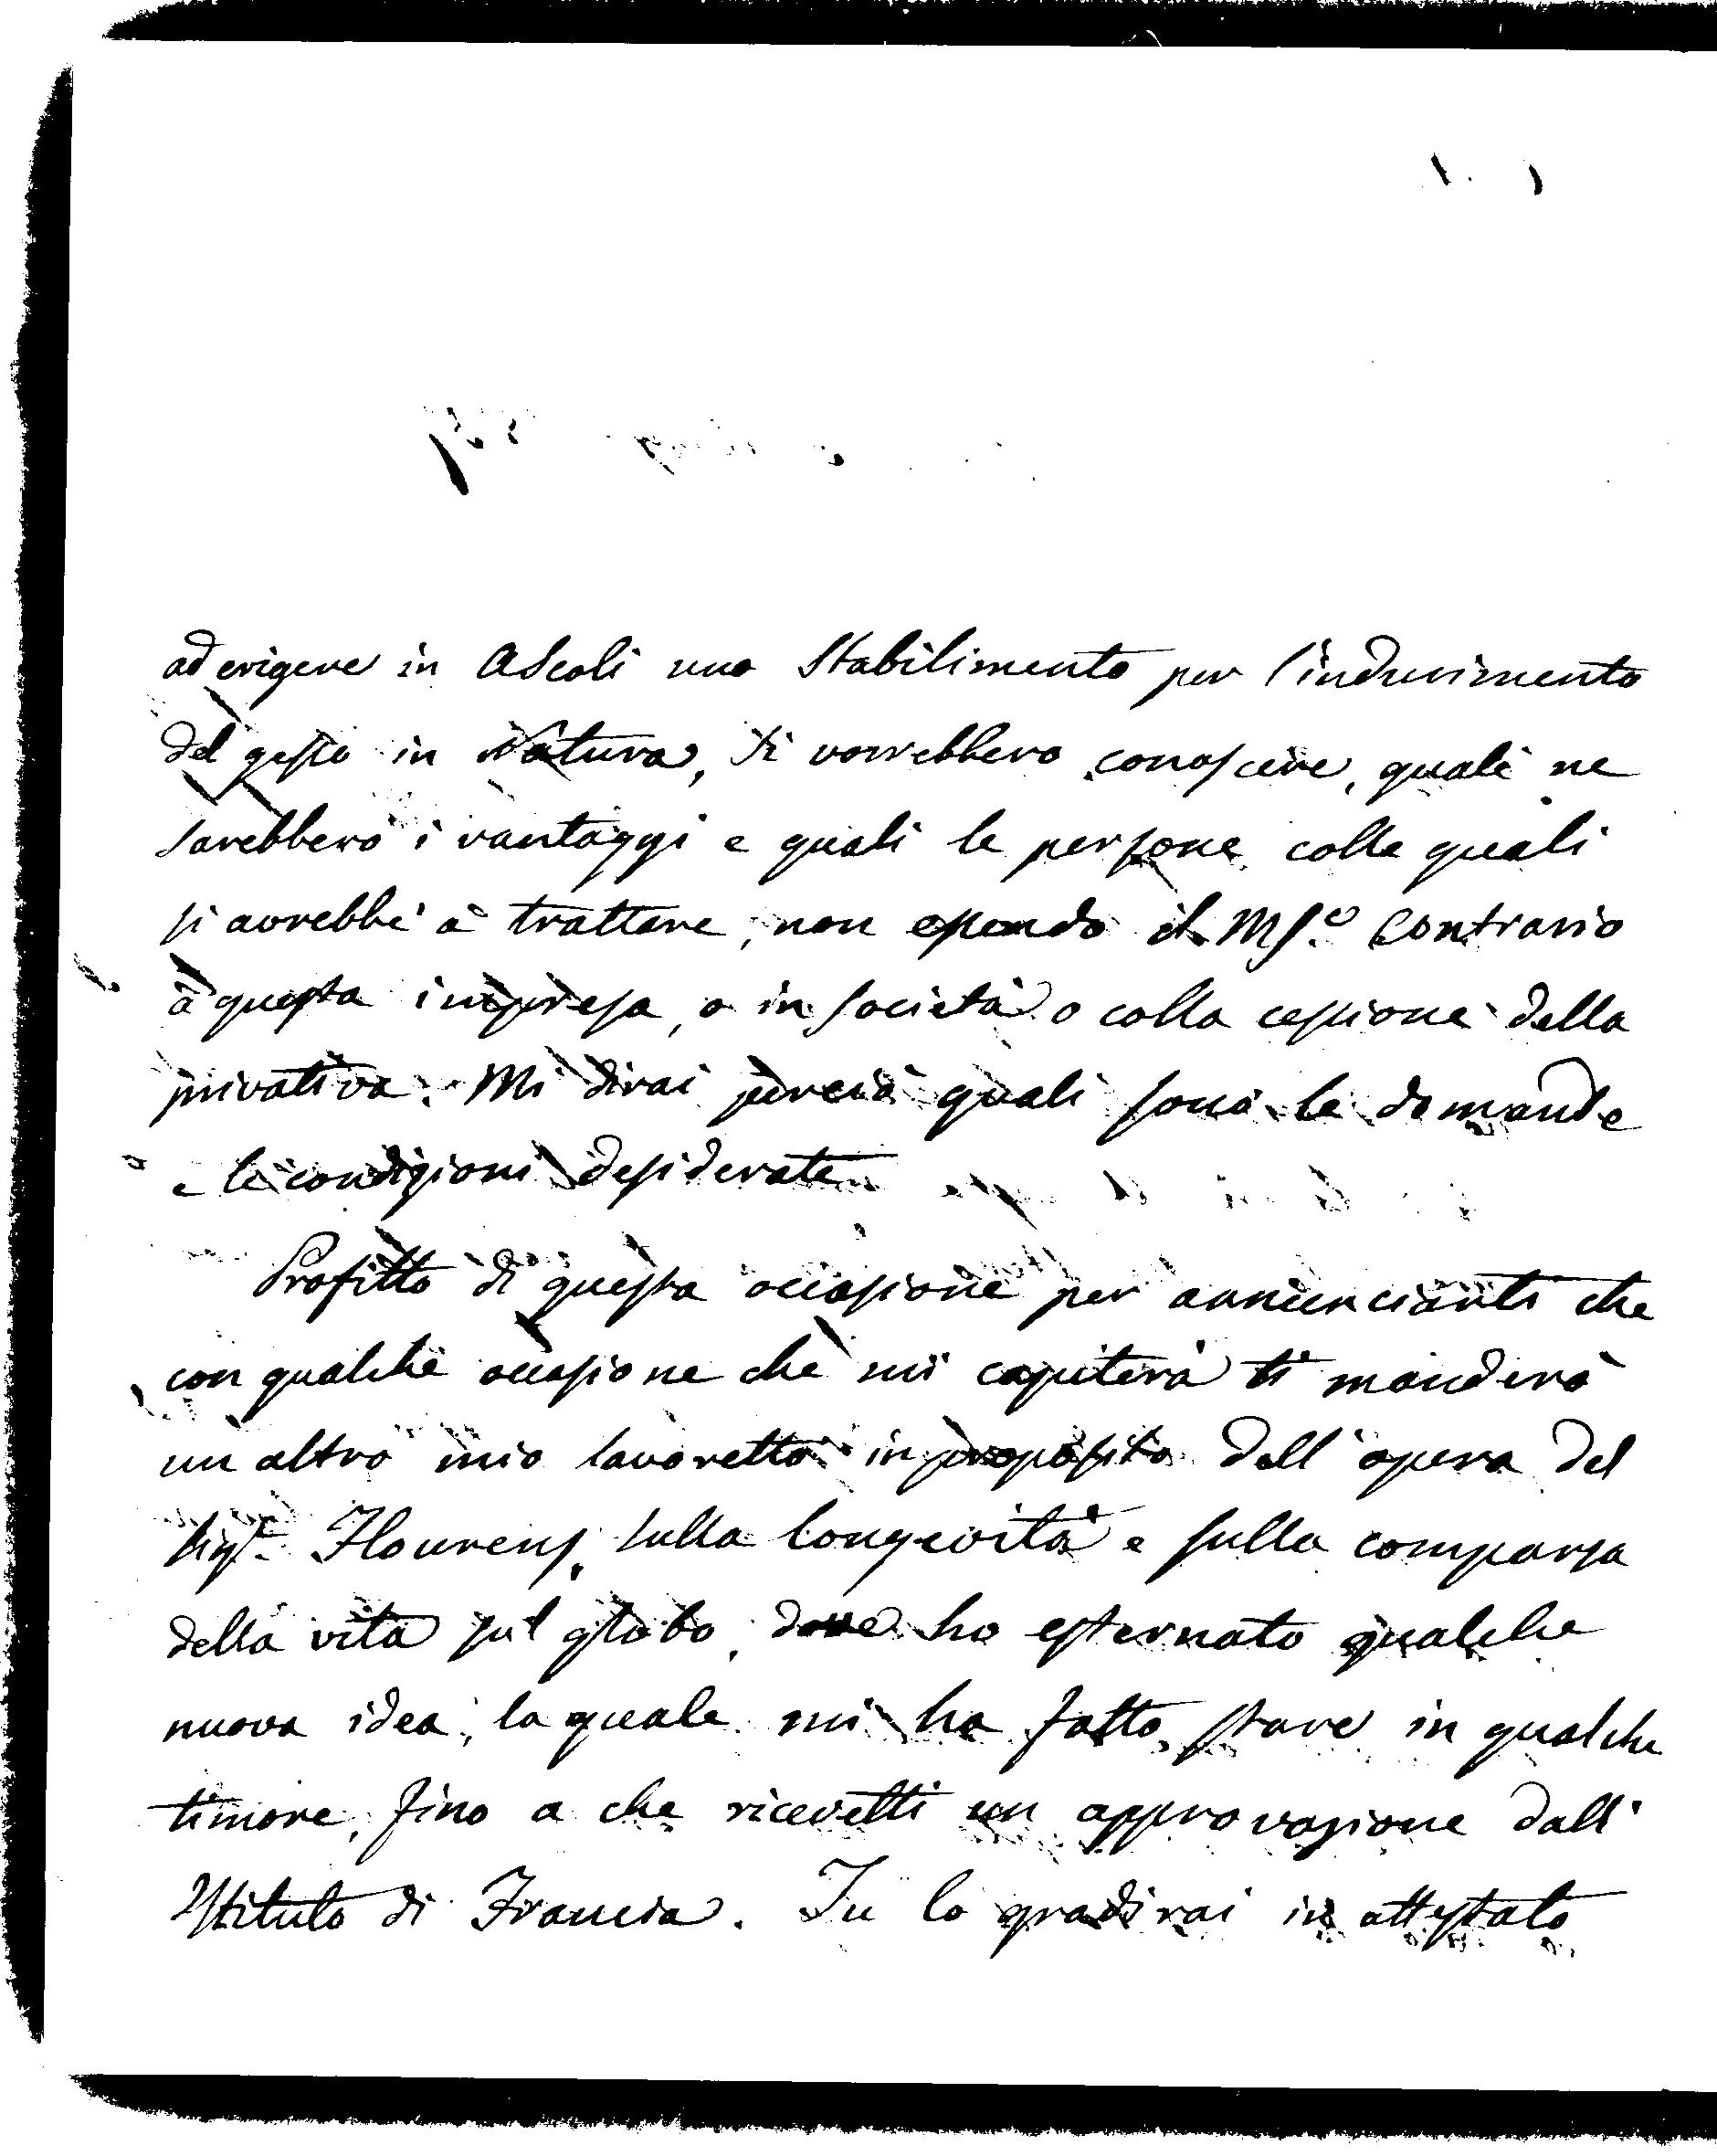 ad erigere in Ascoli uno Stabilimento per l'indurimento
del gesso in Natura, si vorrebbero conoscere, quali ne
sarebbero i vantaggi e quali le persone colle quali
si avrebbe a trattare, non essendo il contrario
a questa impresa, o in società o colla cessione della
privativa. Mi dirai perciò quali sono le domande
e le condizioni desiderate
Profitto di questa occasione per annunciarti che
con qualche occasione che mi capiterà ti manderò
un altro mio lavoretto in proposito dell'opera del
Sigr. Flourens, sulla longevità e sulla comparsa
della vita sul globo, dove ho esternato qualche
nuova idea, la quale mi ha fatto stare in qualche
timore, fino a che ricevetti un approvazione dall'
Istituto di Francia. Tu lo gradirai in attestato